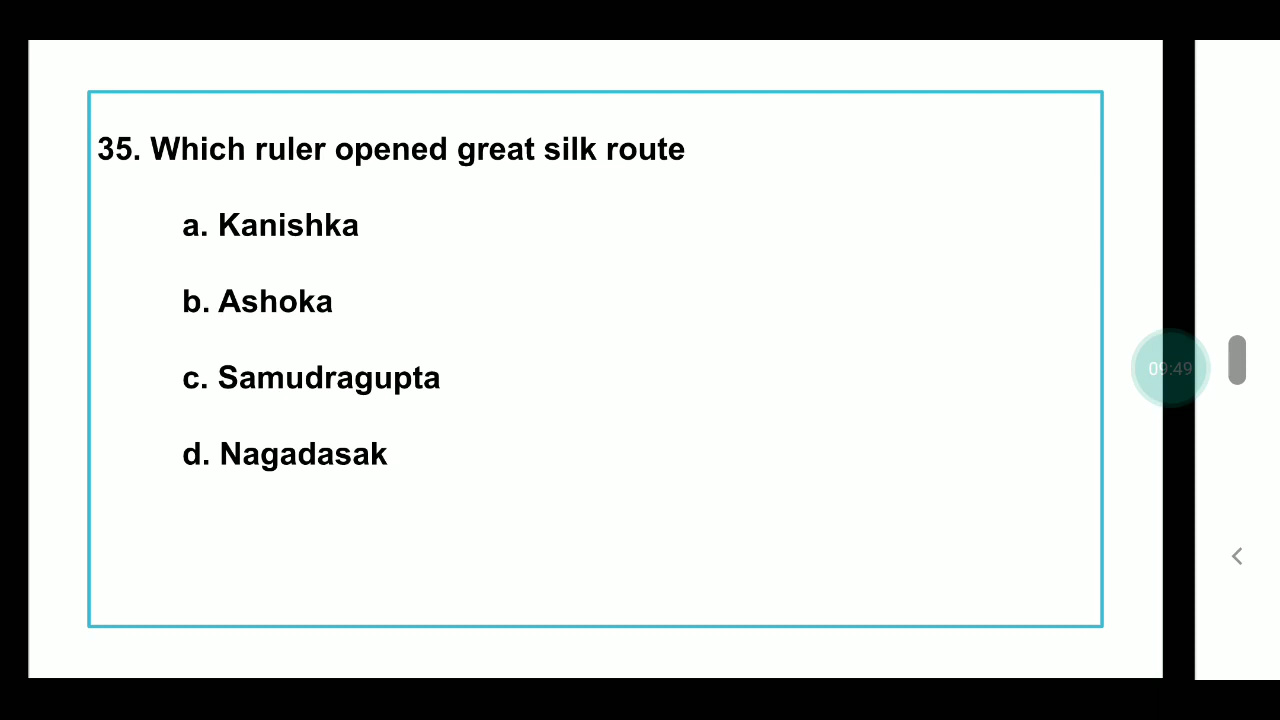 35. Which ruler opened great silk route
a. Kanishka
b. Ashoka
c. Samudragupta
d. Nagadasak
09:49